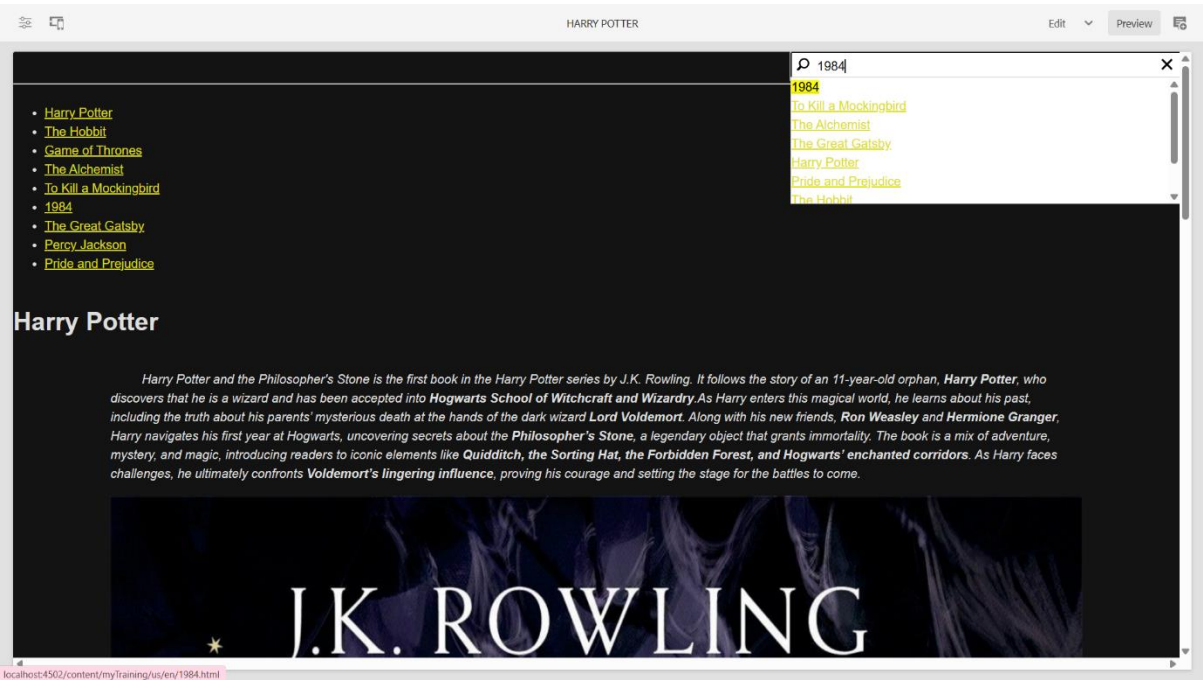 HARRY POTTER
Edit
Preview
1984
1984
To Kill a Mockingbird
The Alchemist
The Great Gatsby
Harry Potter
Pride and Prejudice
The Hobbit
• Harry Potter
• The Hobbit
• Game of Thrones
• The Alchemist
• To Kill a Mockingbird
• 1984
• The Great Gatsby
• Percy Jackson
• Pride and Prejudice
Harry Potter
Harry Potter and the Philosopher's Stone is the first book in the Harry Potter series by J.K. Rowling. It follows the story of an 11-year-old orphan, Harry Potter, who
discovers that he is a wizard and has been accepted into Hogwarts School of Witchcraft and Wizardry.As Harry enters this magical world, he learns about his past,
including the truth about his parents' mysterious death at the hands of the dark wizard Lord Voldemort. Along with his new friends, Ron Weasley and Hermione Granger,
Harry navigates his first year at Hogwarts, uncovering secrets about the Philosopher's Stone, a legendary object that grants immortality. The book is a mix of adventure,
mystery, and magic, introducing readers to iconic elements like Quidditch, the Sorting Hat, the Forbidden Forest, and Hogwarts' enchanted corridors. As Harry faces
challenges, he ultimately confronts Voldemort's lingering influence, proving his courage and setting the stage for the battles to come.
J.K. ROWLING
localhost:4502/content/myTraining/us/en/1984.html